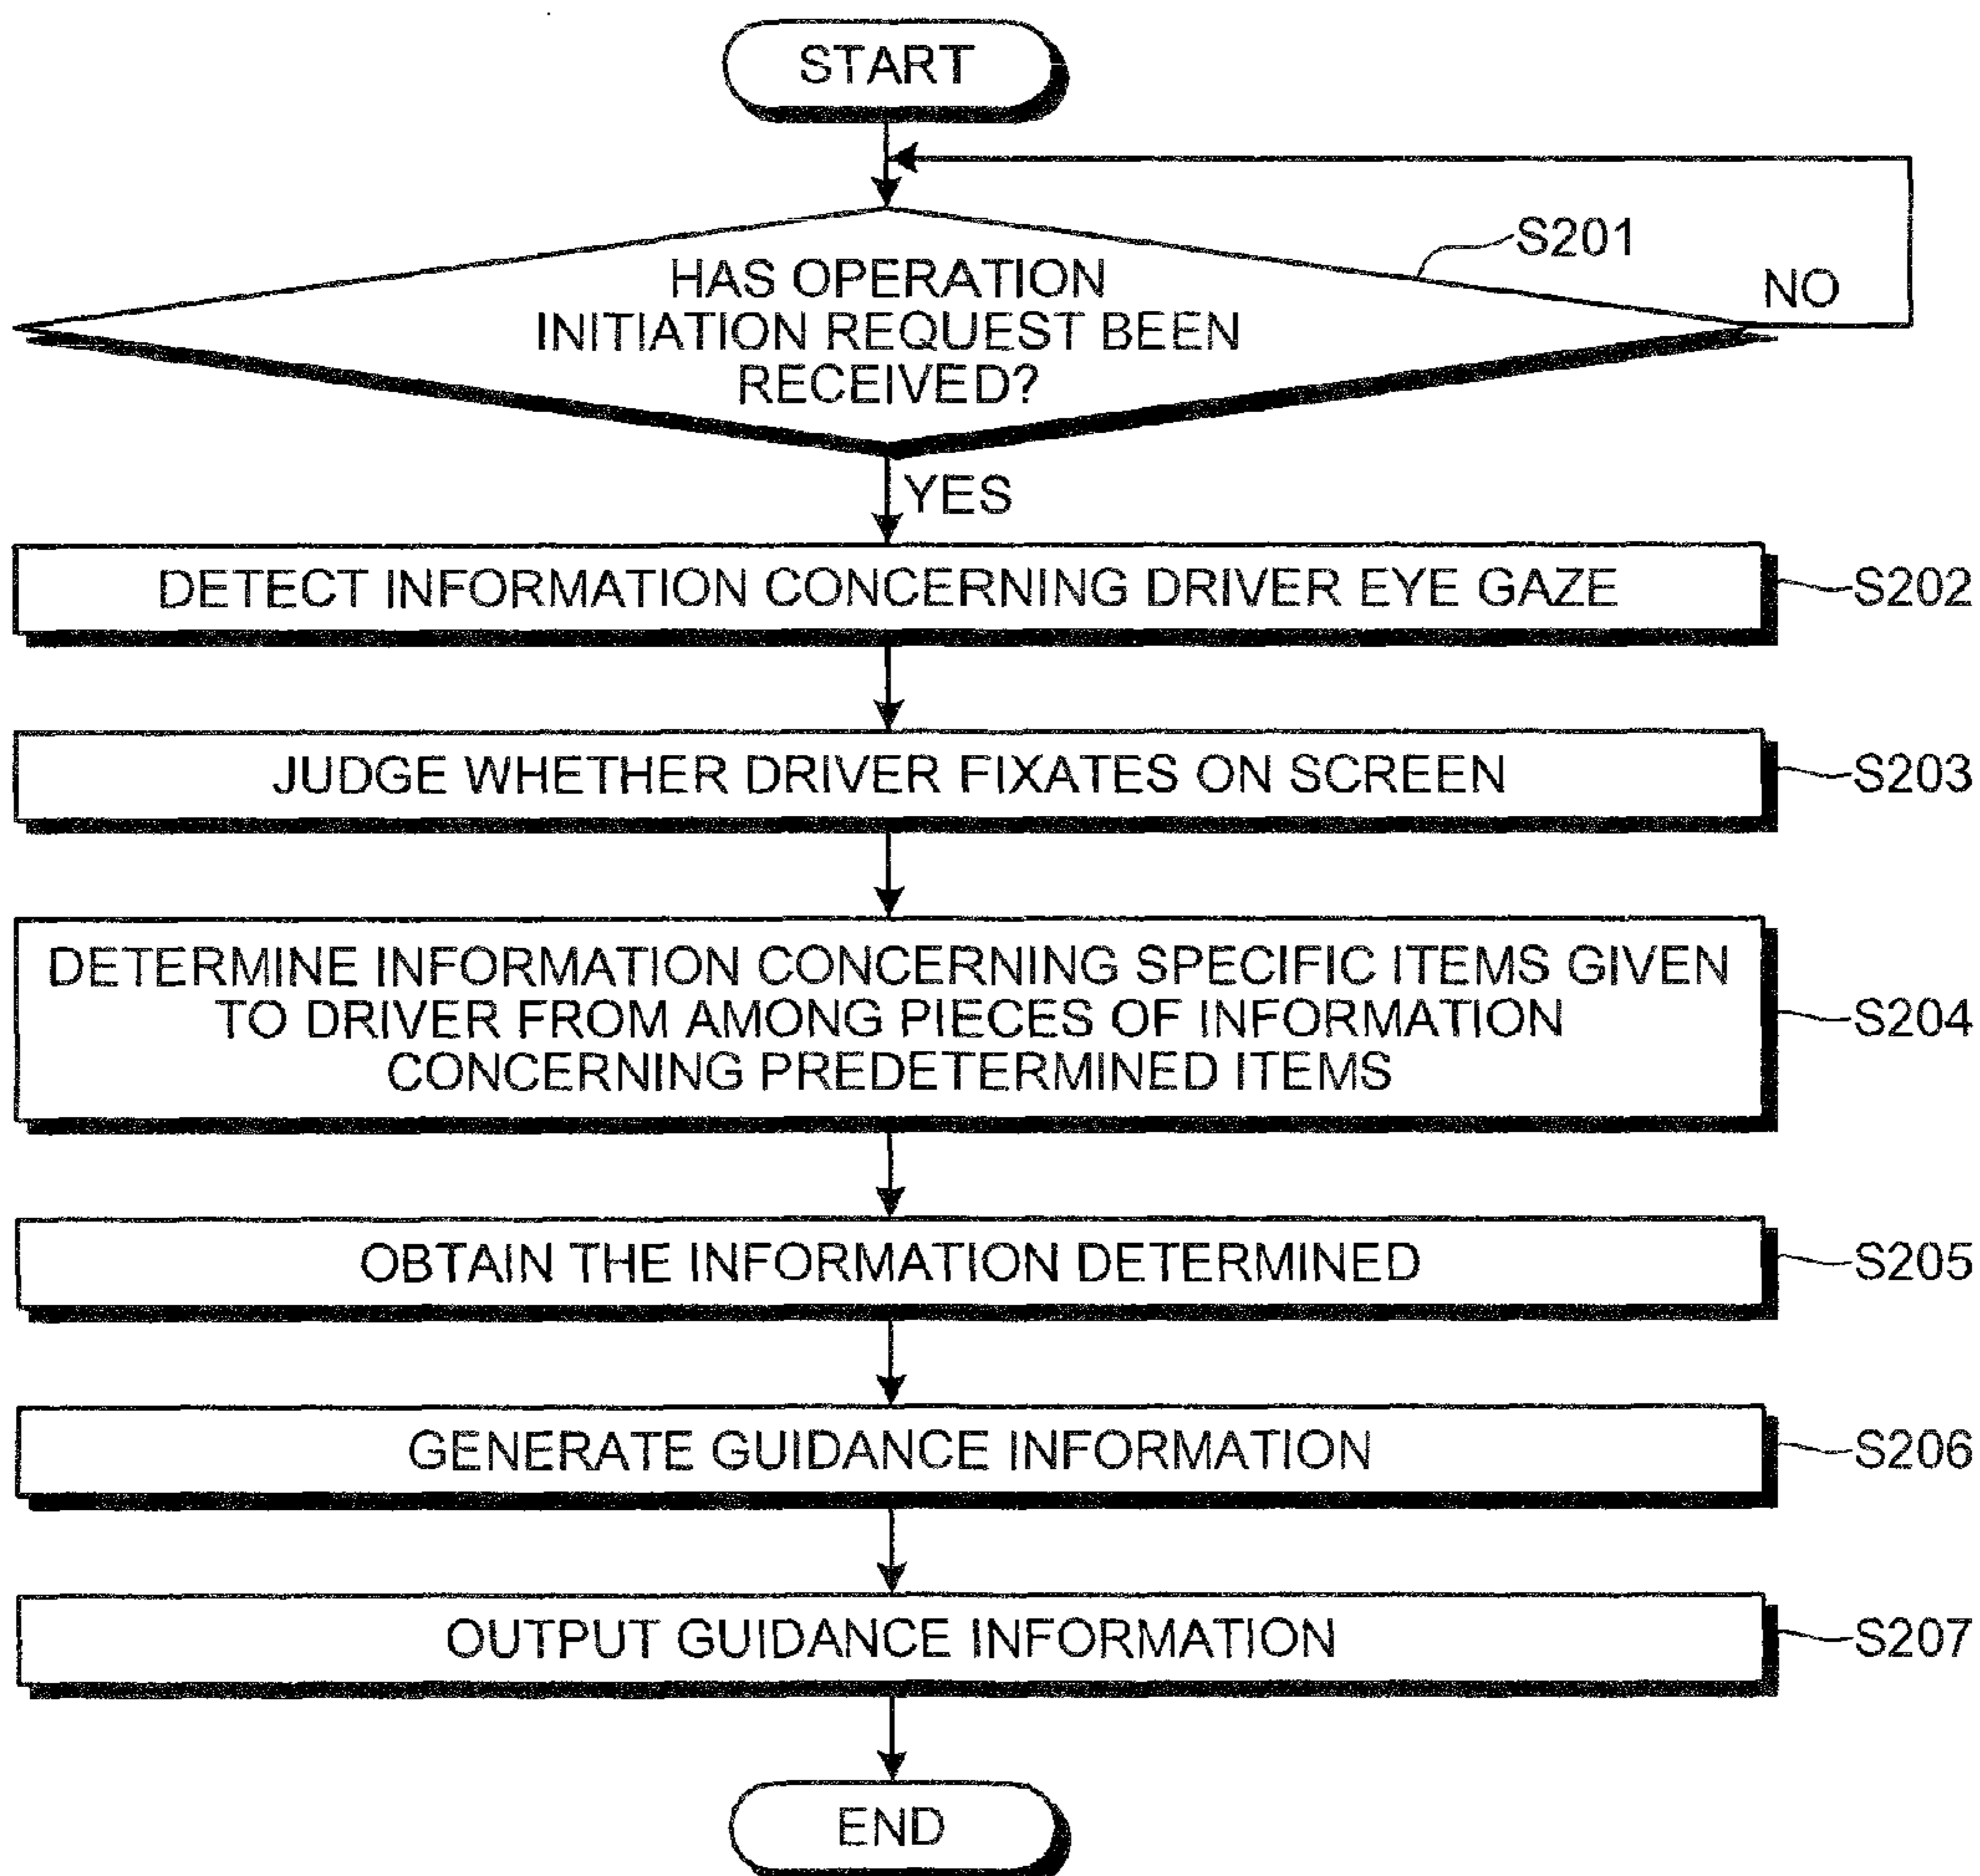 START
S201
NO
HAS OPERATION
INITIATION REQUEST BEEN
RECEIVED?
YES
DETECT INFORMATION CONCERNING DRIVER EYE GAZE
S202
JUDGE WHETHER DRIVER FIXATES ON SCREEN
S203
DETERMINE INFORMATION CONCERNING SPECIFIC ITEMS GIVEN
TO DRIVER FROM AMONG PIECES OF INFORMATION
CONCERNING PREDETERMINED ITEMS
S204
OBTAIN THE INFORMATION DETERMINED
S205
GENERATE GUIDANCE INFORMATION
S206
OUTPUT GUIDANCE INFORMATION
S207
END